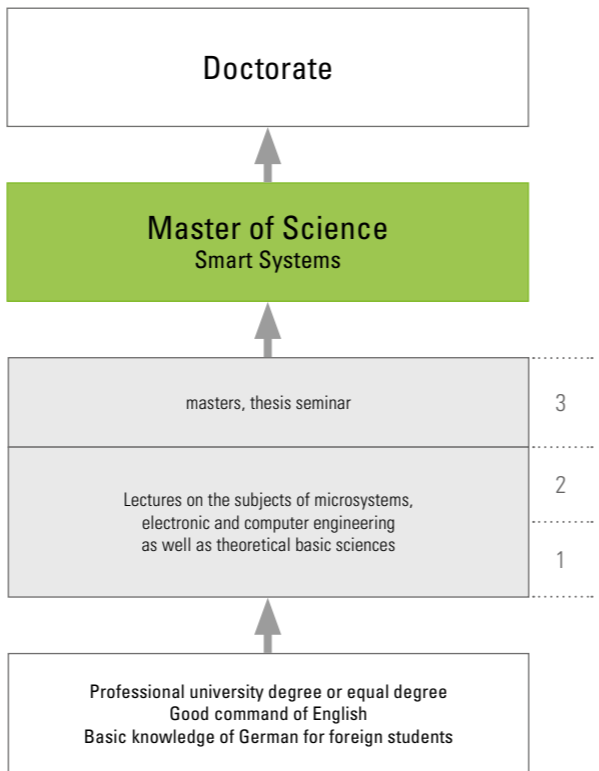 Doctorate
Master of Science
Smart Systems
masters, thesis seminar
3
Lectures on the subjects of microsystems,
electronic and computer engineering
as well as theoretical basic sciences
2
1
Professional university degree or equal degree
Good command of English
Basic knowledge of German for foreign students